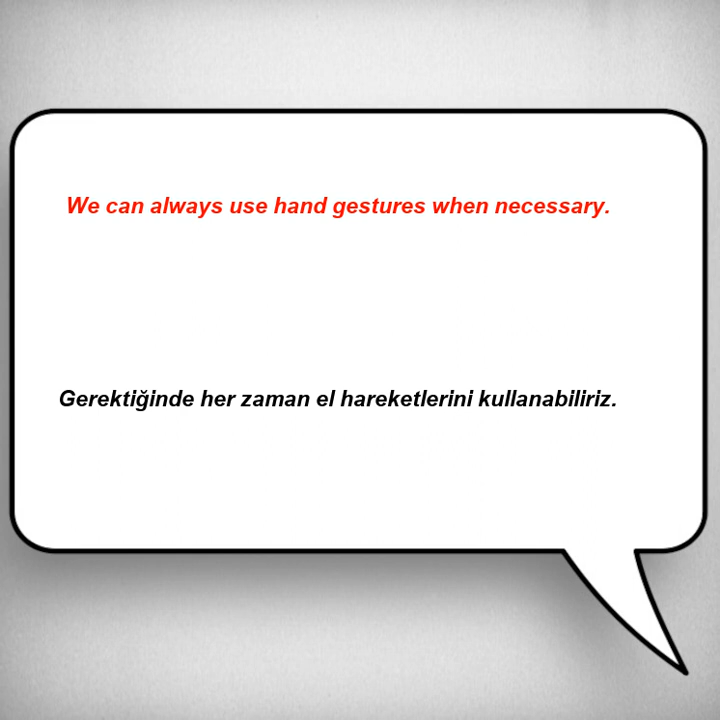 We can always use hand gestures when necessary.
Gerektiğinde her zaman el hareketlerini kullanabiliriz.